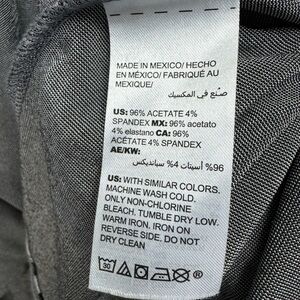 MADE IN MEXICO/ HECHO
EN MÉXICO/ FABRIQUÉ AU
MEXIQUE/
صنع في المكسيك
US: 96% ACETATE 4%
SPANDEX MX: 96% acetato
4% elastano CA: 96%
ACÉTATE 4% SPANDEX
AE/KW:
96% أسيتات 4% سبانديكس
US: WITH SIMILAR COLORS.
MACHINE WASH COLD.
ONLY NON-CHLORINE
BLEACH. TUMBLE DRY LOW.
WARM IRON. IRON ON
REVERSE SIDE. DO NOT
DRY CLEAN
30 ®